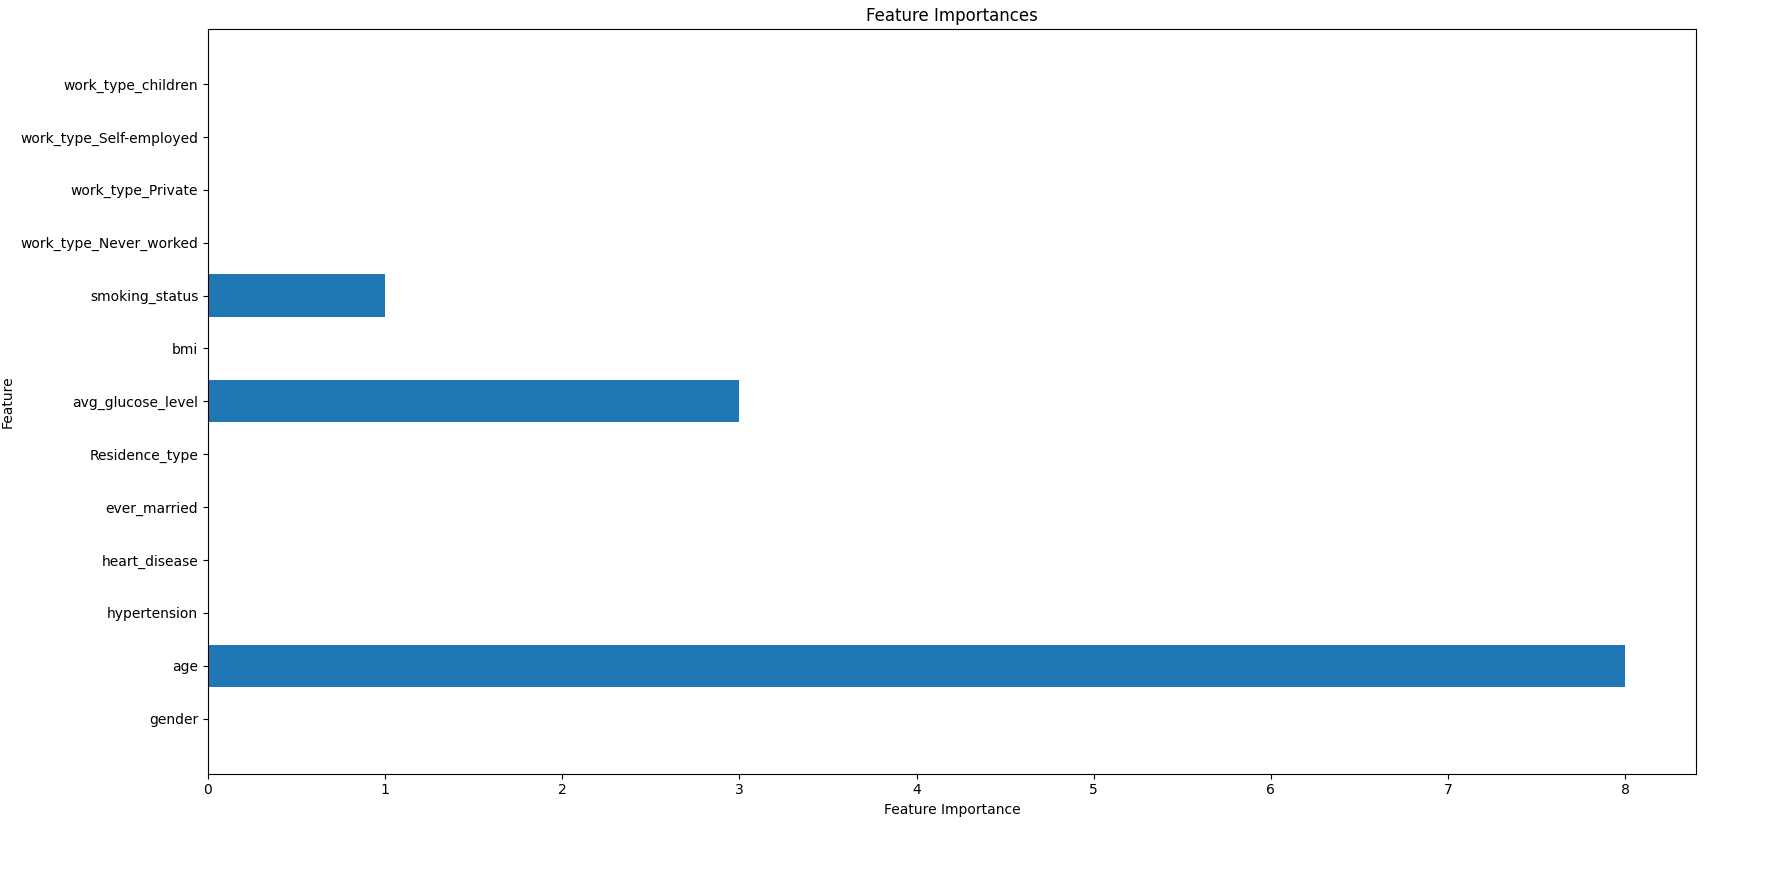 Feature Importances
work_type_children
work_type_Self-employed
work_type_Private
work_type_Never_worked
smoking_status
bmi
avg_glucose_level
Residence_type
ever_married
heart_disease
hypertension
age
gender
Feature
0 1 2 3 4 5 6 7 8
Feature Importance